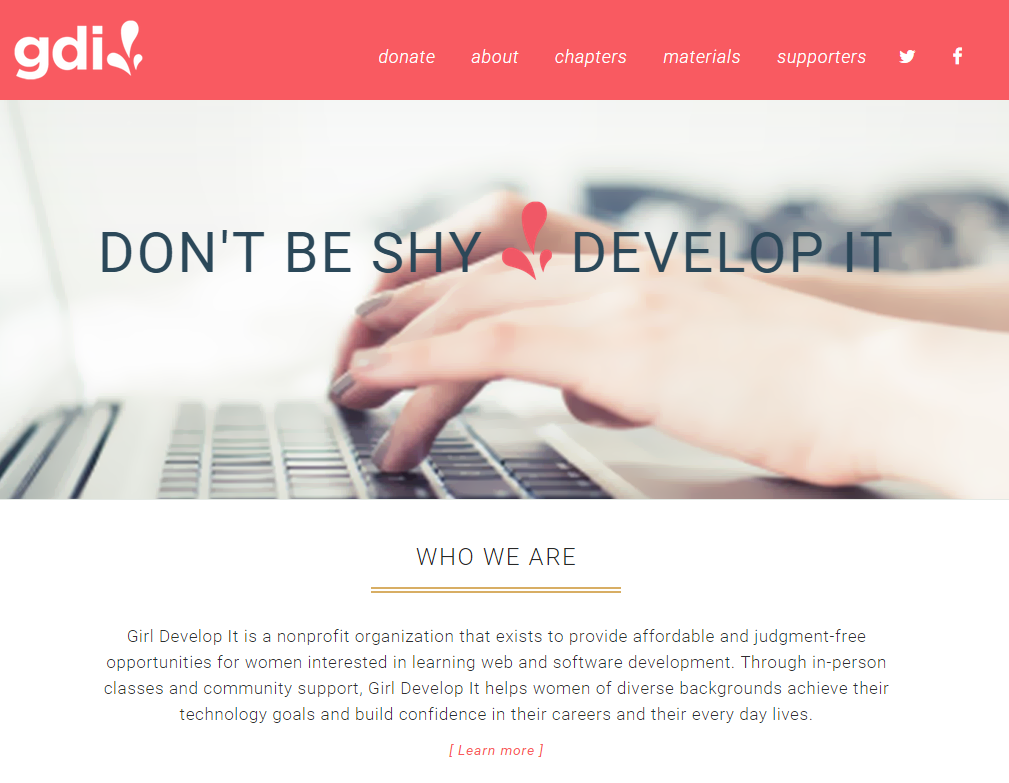 gdi
donate about chapters materials supporters
DON'T BE SHY DEVELOP IT
WHO WE ARE
Girl Develop It is a nonprofit organization that exists to provide affordable and judgment-free
opportunities for women interested in learning web and software development. Through in-person
classes and community support, Girl Develop It helps women of diverse backgrounds achieve their
technology goals and build confidence in their careers and their every day lives.
[ Learn more ]